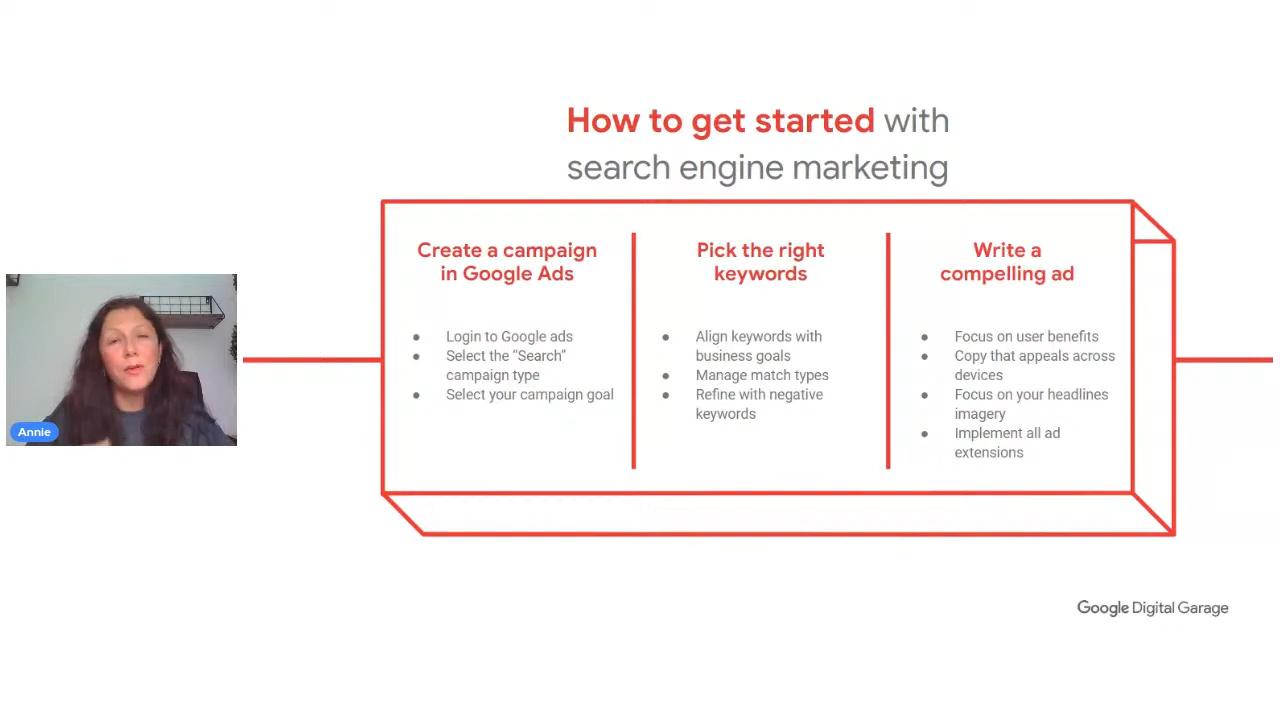 How to get started with
search engine marketing
Create a campaign
in Google Ads
Login to Google ads
Select the “Search”
campaign type
Select your campaign goal
Pick the right
keywords
Align keywords with
business goals
Manage match types
Refine with negative
keywords
Write a
compelling ad
Focus on user benefits
Copy that appeals across
devices
Focus on your headlines
imagery
Implement all ad
extensions
Annie
Google Digital Garage